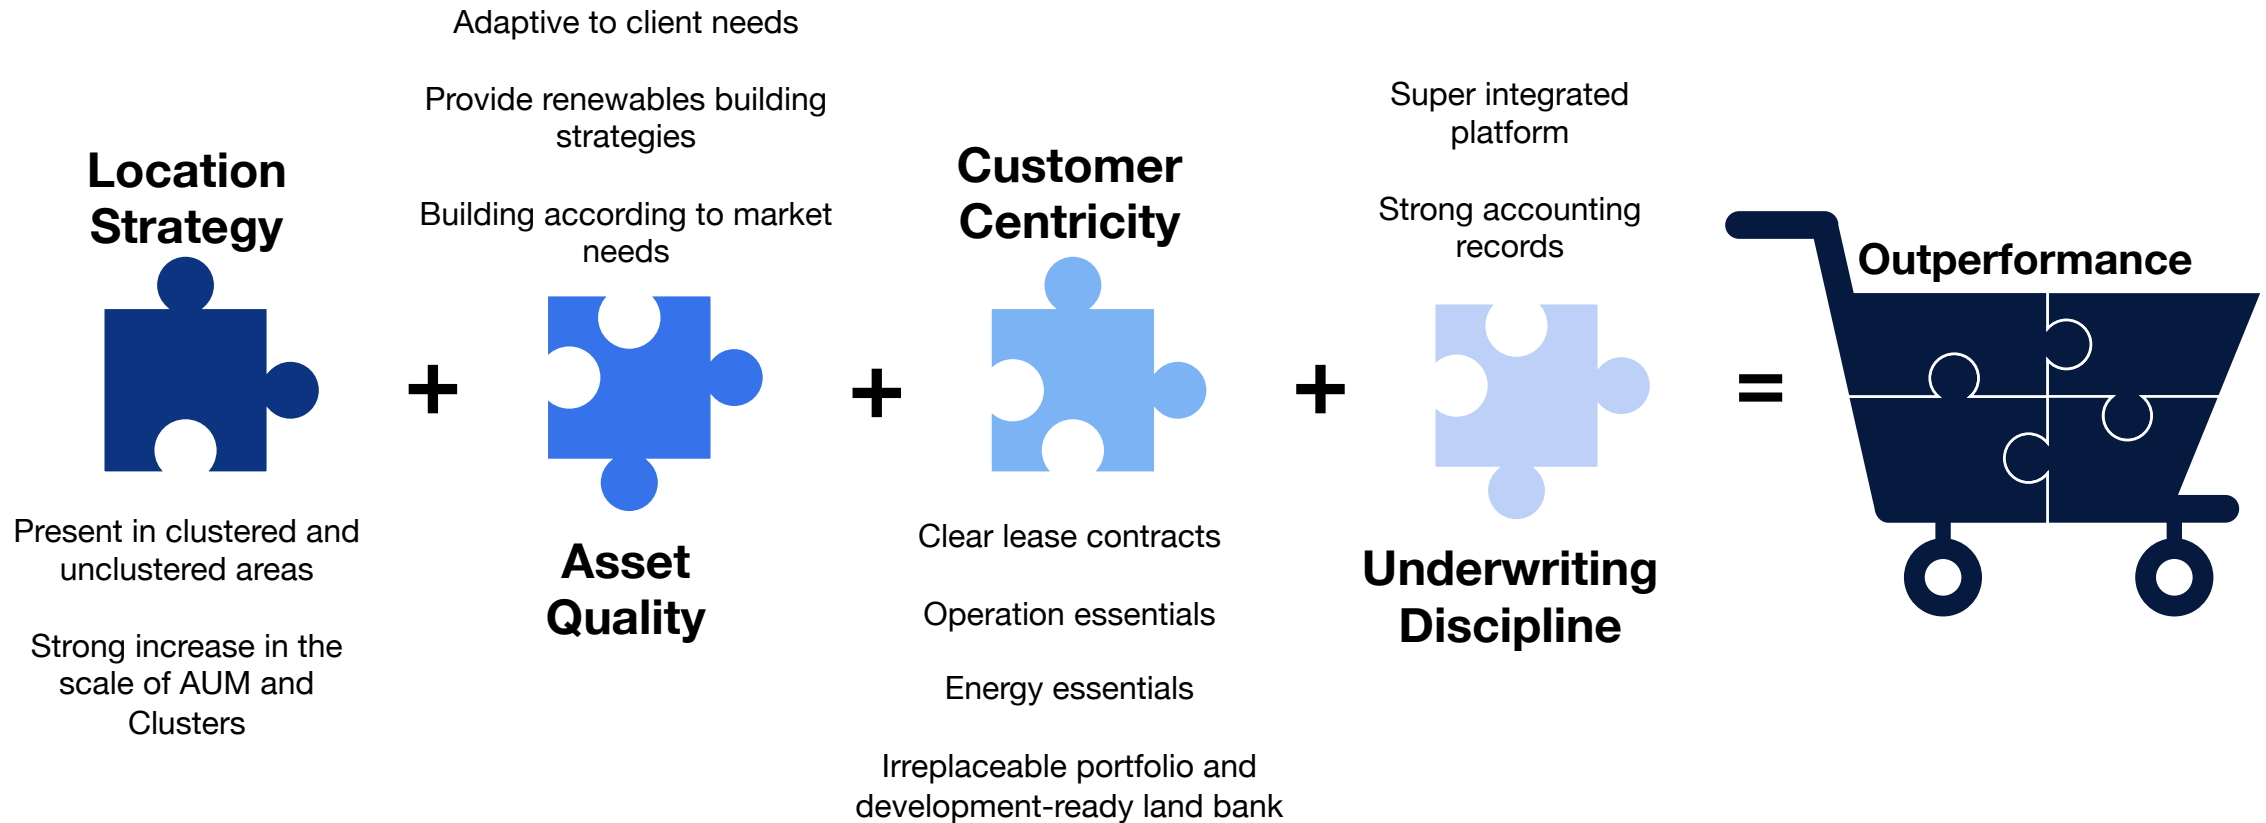 Location
Strategy
Present in clustered and
unclustered areas
Strong increase in the
scale of AUM and
Clusters
+
Adaptive to client needs
Provide renewables building
strategies
Building according to market
needs
Asset
Quality
+
Customer
Centricity
Clear lease contracts
Operation essentials
Energy essentials
Irreplaceable portfolio and
development-ready land bank
+
Super integrated
platform
Strong accounting
records
Underwriting
Discipline
=
Outperformance